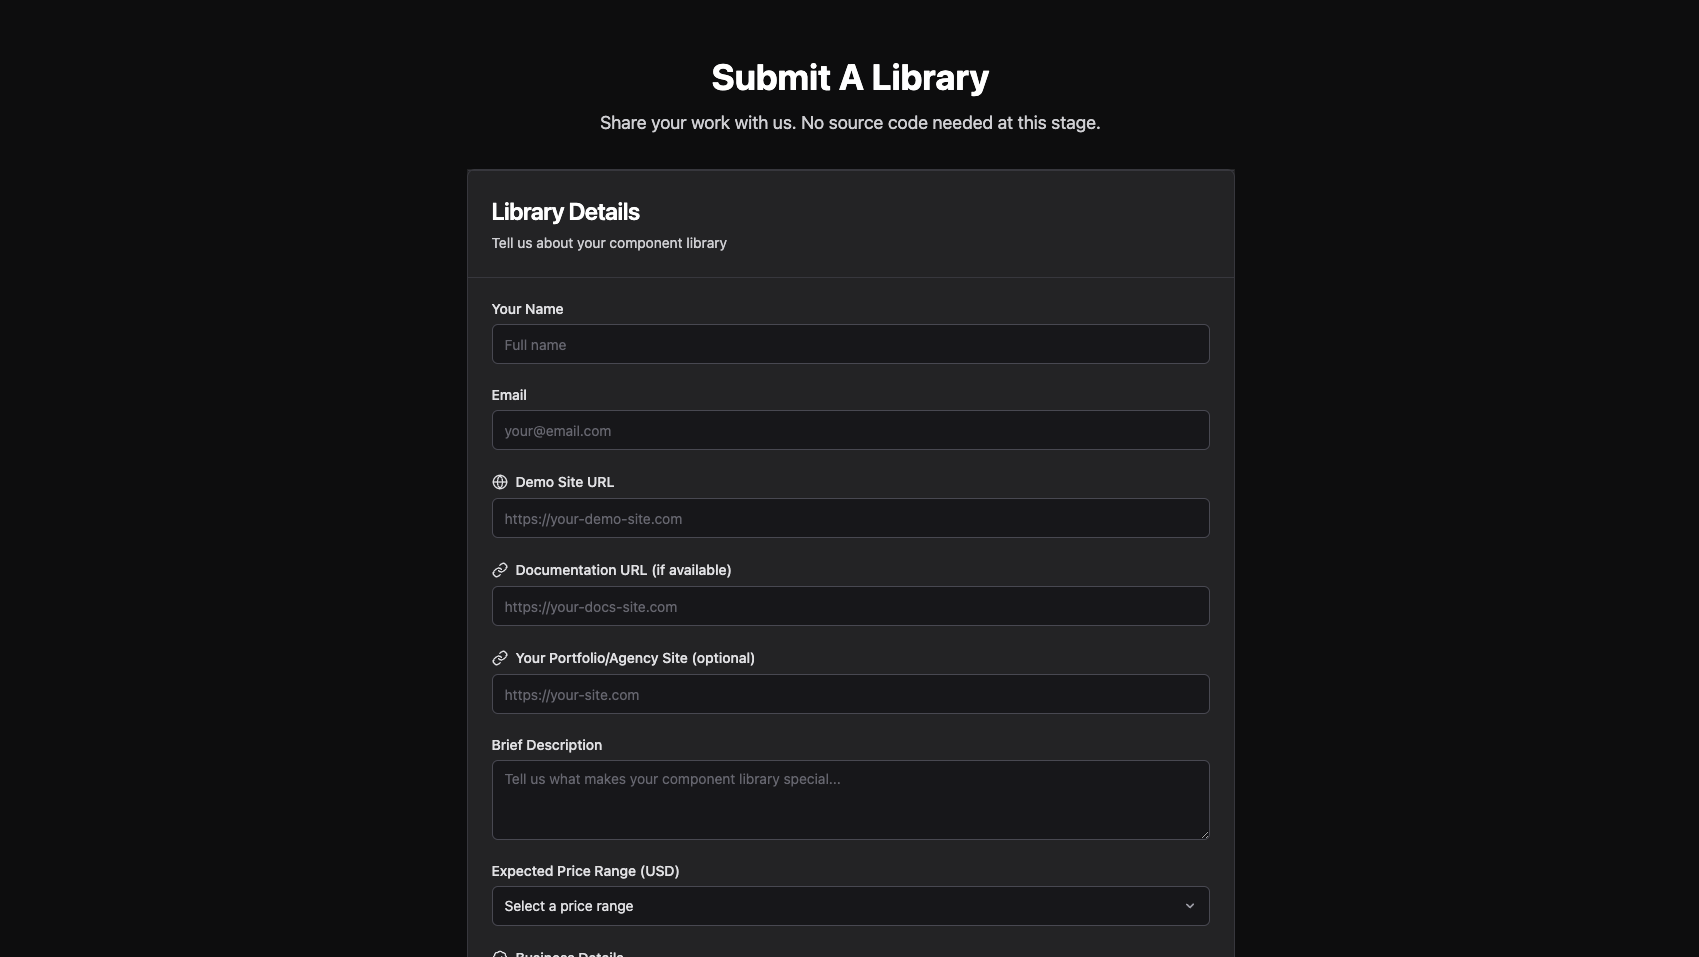 Submit A Library
Share your work with us. No source code needed at this stage.
Library Details
Tell us about your component library
Your Name
Full name
Email
your@email.com
Demo Site URL
https://your-demo-site.com
Documentation URL (if available)
https://your-docs-site.com
Your Portfolio/Agency Site (optional)
https://your-site.com
Brief Description
Tell us what makes your component library special...
Expected Price Range (USD)
Select a price range
Business Details